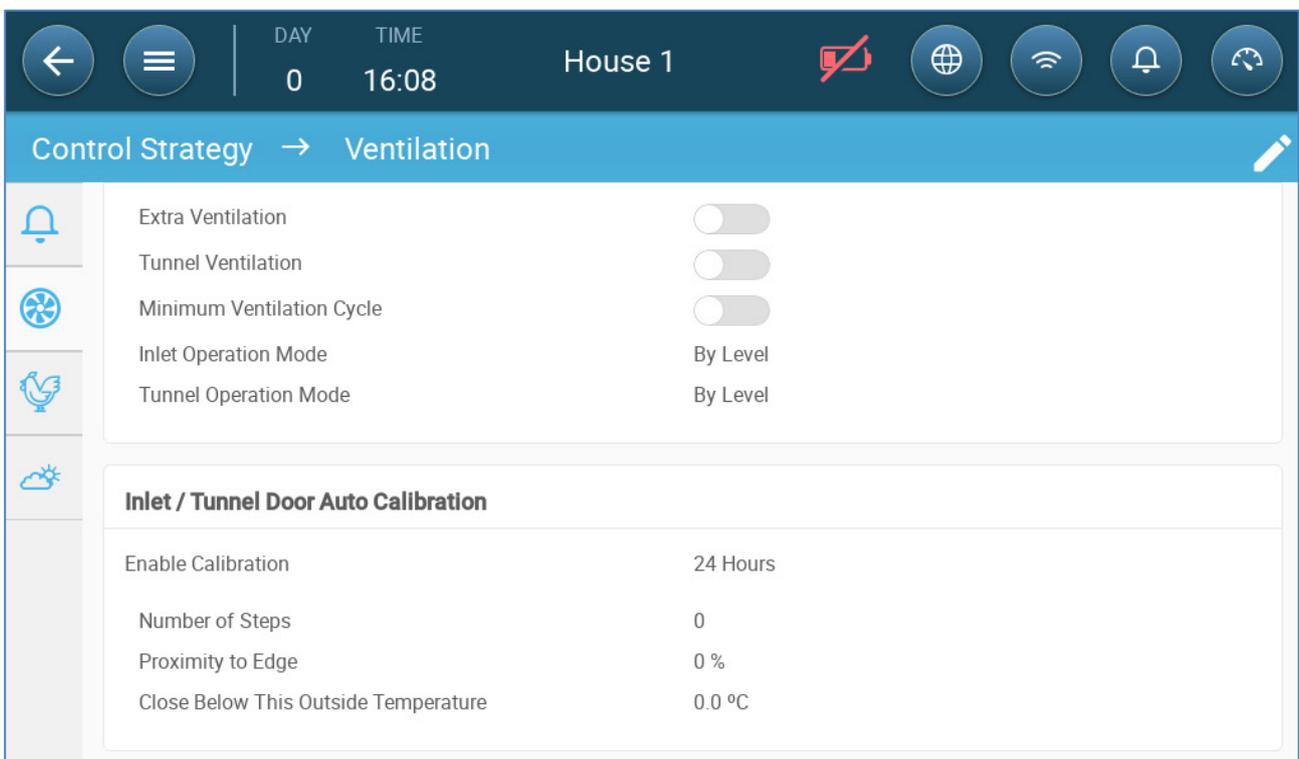 DAY TIME
0 16:08 House 1
Control Strategy → Ventilation
Extra Ventilation
Tunnel Ventilation
Minimum Ventilation Cycle
Inlet Operation Mode By Level
Tunnel Operation Mode By Level
Inlet / Tunnel Door Auto Calibration
Enable Calibration 24 Hours
Number of Steps 0
Proximity to Edge 0 %
Close Below This Outside Temperature 0.0 ºC